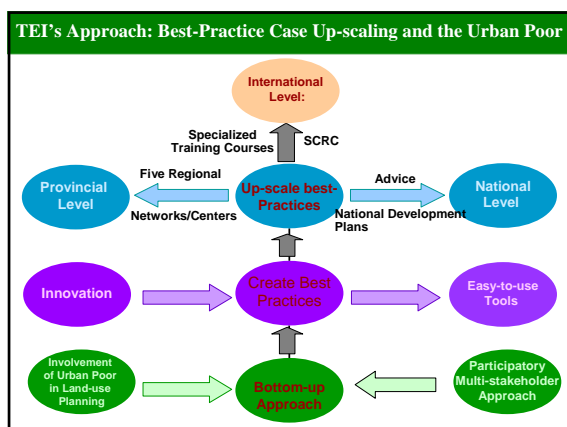 TEI's Approach: Best-Practice Case Up-scaling and the Urban Poor
International
Level:
Specialized
Training Courses
SCRC
Provincial
Level
Five Regional
Networks/Centers
Up-scale best-
Practices
Advice
National Development
Plans
National
Level
Innovation
Create Best
Practices
Easy-to-use
Tools
Involvement
of Urban Poor
in Land-use
Planning
Bottom-up
Approach
Participatory
Multi-stakeholder
Approach